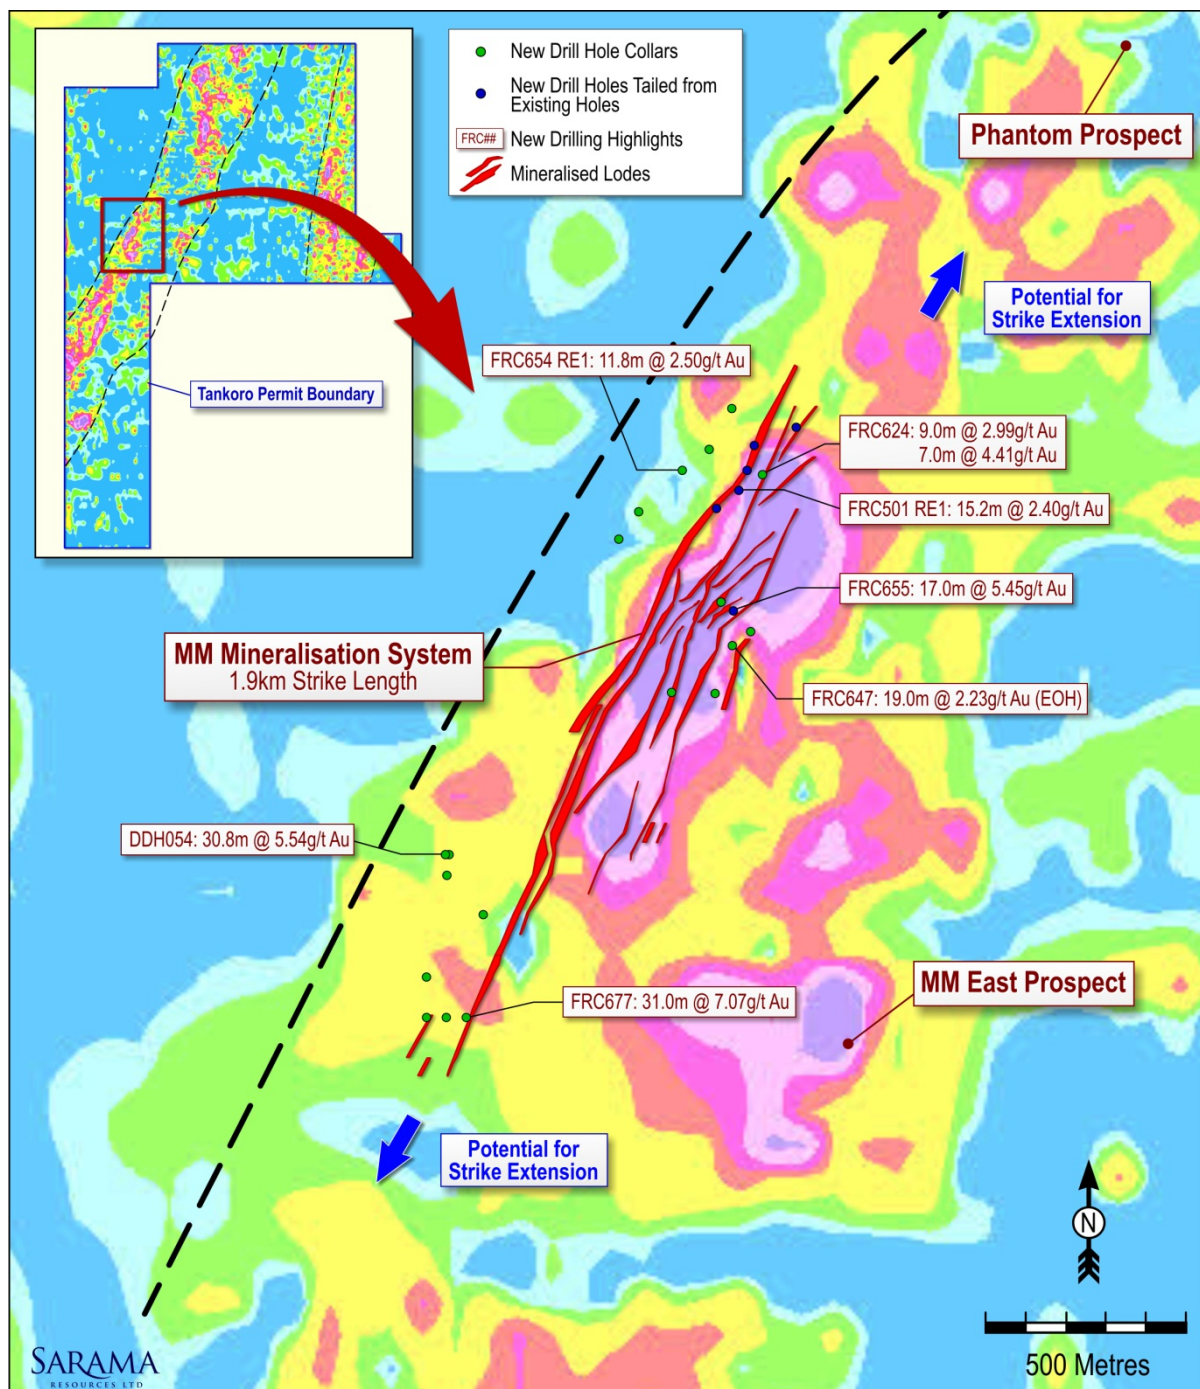 New Drill Hole Collars
New Drill Holes Tailed from
Existing Holes
FRC## New Drilling Highlights
Mineralised Lodes
Phantom Prospect
Potential for
Strike Extension
Tankoro Permit Boundary
FRC654 RE1: 11.8m @ 2.50g/t Au
FRC624: 9.0m @ 2.99g/t Au
7.0m @ 4.41g/t Au
FRC501 RE1: 15.2m @ 2.40g/t Au
FRC655: 17.0m @ 5.45g/t Au
MM Mineralisation System
1.9km Strike Length
FRC647: 19.0m @ 2.23g/t Au (EOH)
DDH054: 30.8m @ 5.54g/t Au
MM East Prospect
FRC677: 31.0m @ 7.07g/t Au
Potential for
Strike Extension
N
500 Metres
SARAMA
RESOURCES LTD